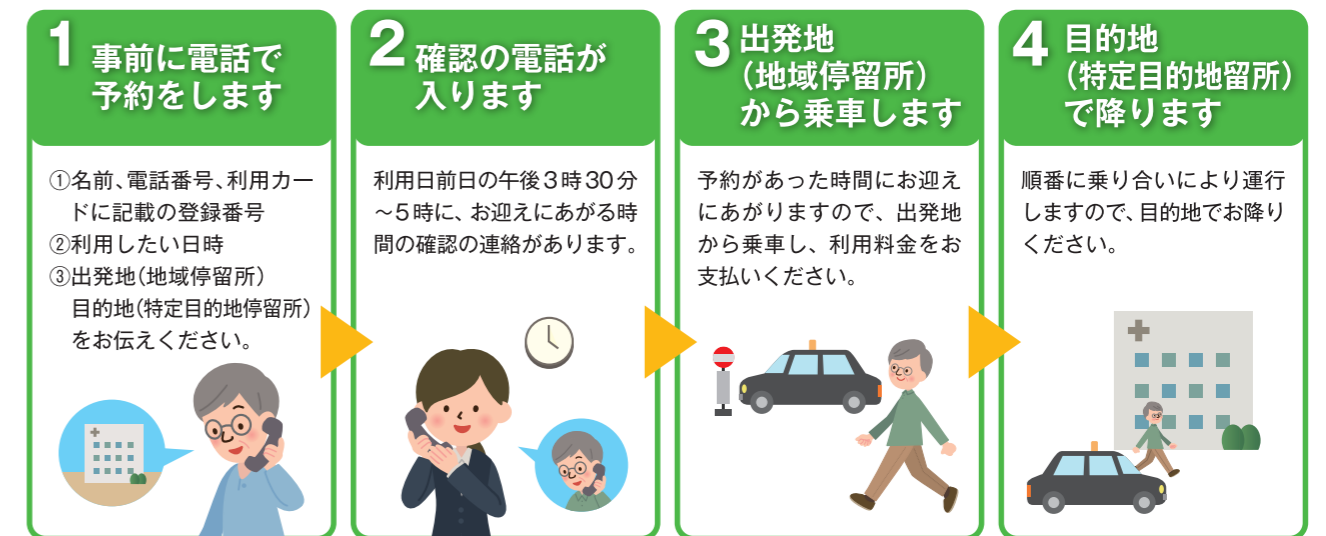 1 事前に電話で
予約をします
①名前、電話番号、利用カー
ドに記載の登録番号
②利用したい日時
③出発地(地域停留所)
目的地(特定目的地停留所)
をお伝えください。
2 確認の電話が
入ります
利用日前日の午後3時30分
～5時に、お迎えにあがる時
間の確認の連絡があります。
3 出発地
(地域停留所)
から乗車します
予約があった時間にお迎え
にあがりますので、出発地
から乗車し、利用料金をお
支払いください。
4 目的地
(特定目的地留所)
で降ります
順番に乗り合いにより運行
しますので、目的地でお降り
ください。